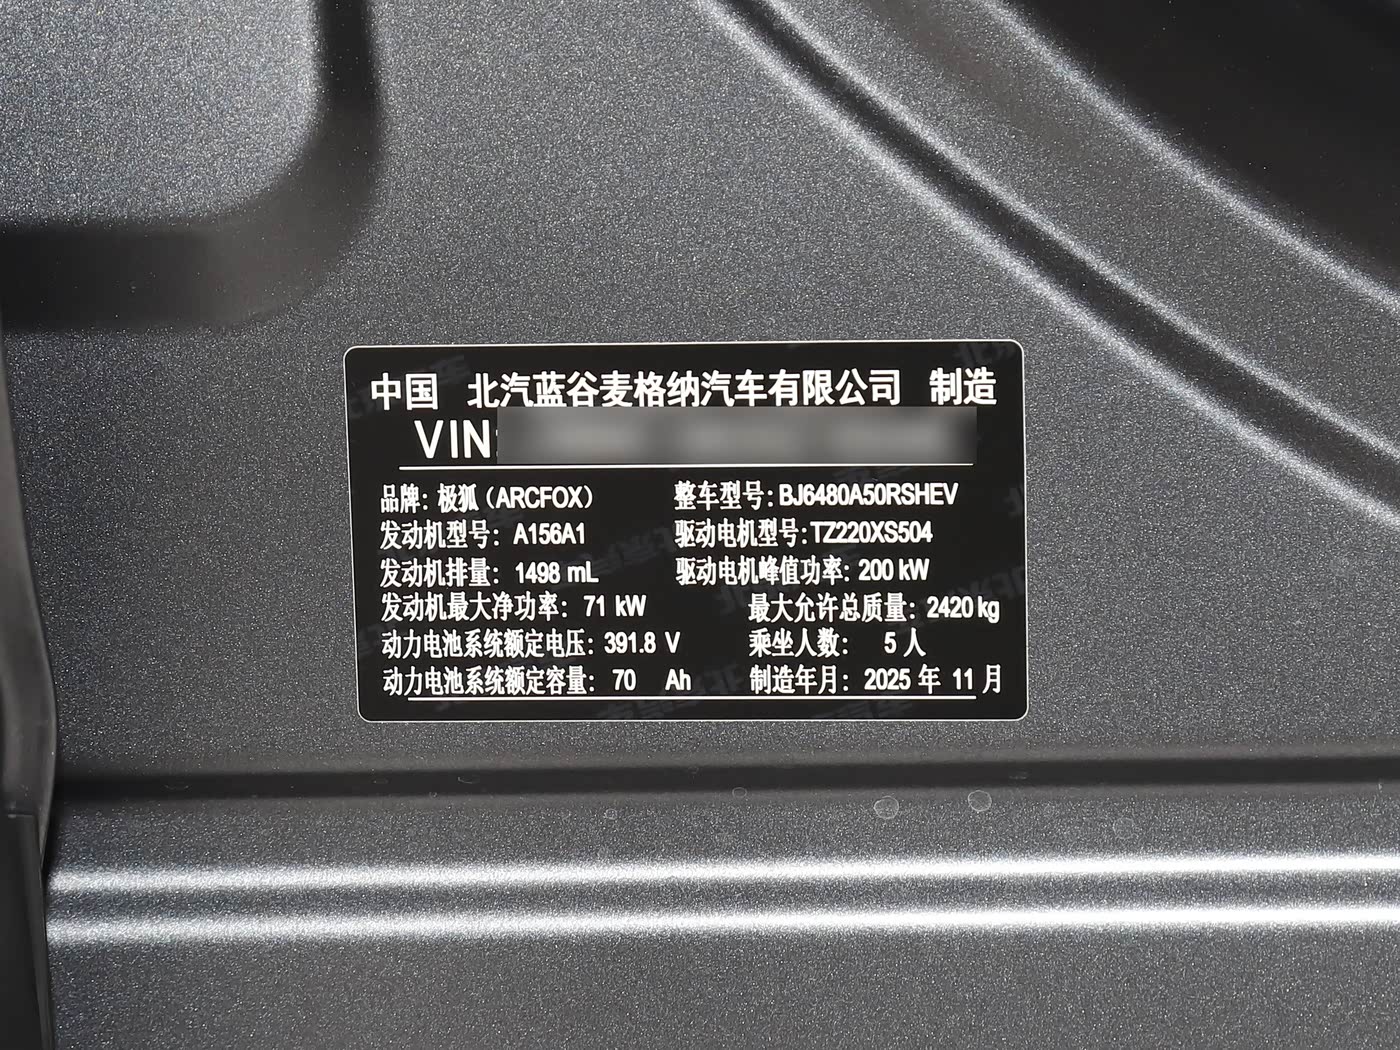 中国 北汽蓝谷麦格纳汽车有限公司 制造
VIN:
品牌: 极狐 (ARCFOX) 整车型号: BJ6480A50RSHEV
发动机型号: A156A1 驱动电机型号: TZ220XS504
发动机排量: 1498 mL 驱动电机峰值功率: 200 kW
发动机最大净功率: 71 kW 最大允许总质量: 2420 kg
动力电池系统额定电压: 391.8 V 乘坐人数: 5 人
动力电池系统额定容量: 70 Ah 制造年月: 2025 年 11 月